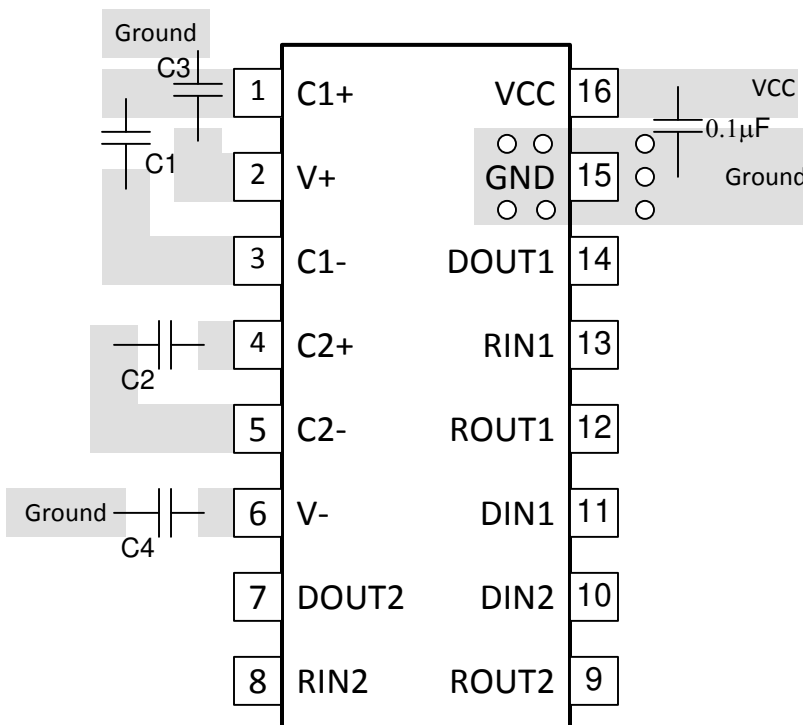 Ground
C3
1 C1+ VCC 16 VCC
C1 0.1μF
2 V+ GND 15 Ground
3 C1- DOUT1 14
4 C2+ RIN1 13
C2
5 C2- ROUT1 12
Ground 6 V- DIN1 11
C4
7 DOUT2 DIN2 10
8 RIN2 ROUT2 9